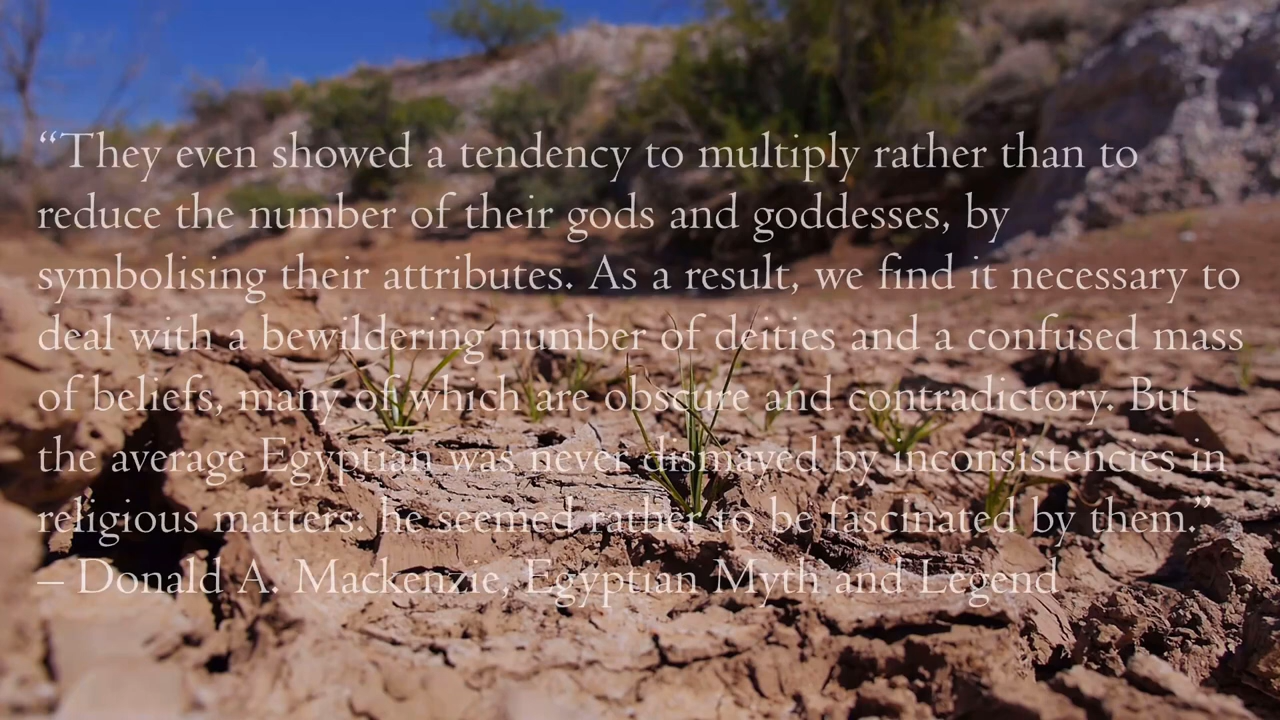 “They even showed a tendency to multiply rather than to
reduce the number of their gods and goddesses, by
symbolising their attributes. As a result, we find it necessary to
deal with a bewildering number of deities and a confused mass
of beliefs, many of which are obscure and contradictory. But
the average Egyptian was never dismayed by inconsistencies in
religious matters: he seemed rather to be fascinated by them.”
– Donald A. Mackenzie, Egyptian Myth and Legend